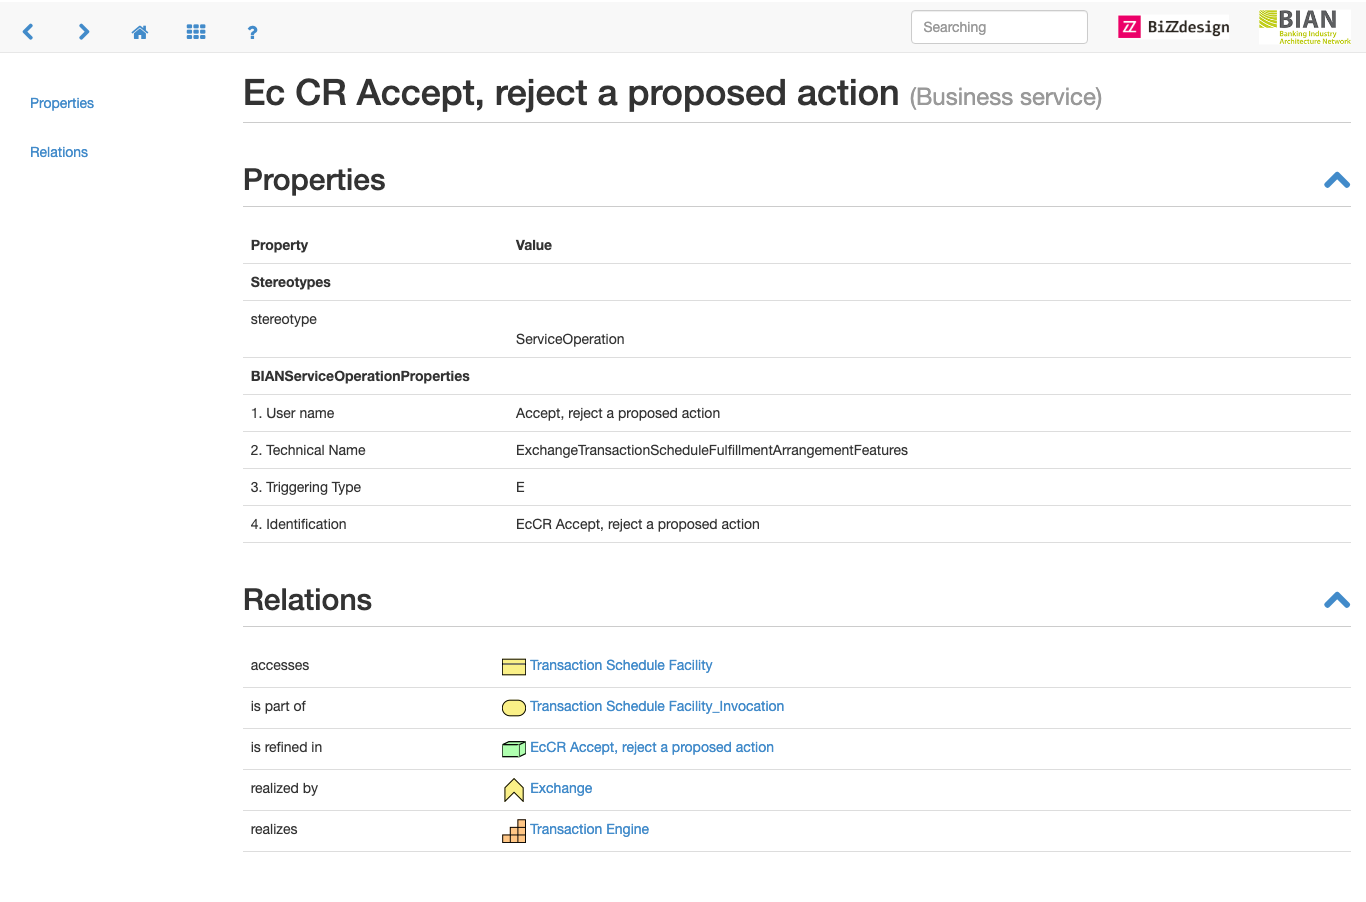 ?
Searching
ZZ BiZZdesign
BIAN
Banking Industry
Architecture Network
Properties
Relations
Ec CR Accept, reject a proposed action (Business service)
Properties
Property Value
Stereotypes
stereotype
ServiceOperation
BIANServiceOperationProperties
1. User name Accept, reject a proposed action
2. Technical Name ExchangeTransactionScheduleFulfillmentArrangementFeatures
3. Triggering Type E
4. Identification EcCR Accept, reject a proposed action
Relations
accesses Transaction Schedule Facility
is part of Transaction Schedule Facility_Invocation
is refined in EcCR Accept, reject a proposed action
realized by Exchange
realizes Transaction Engine